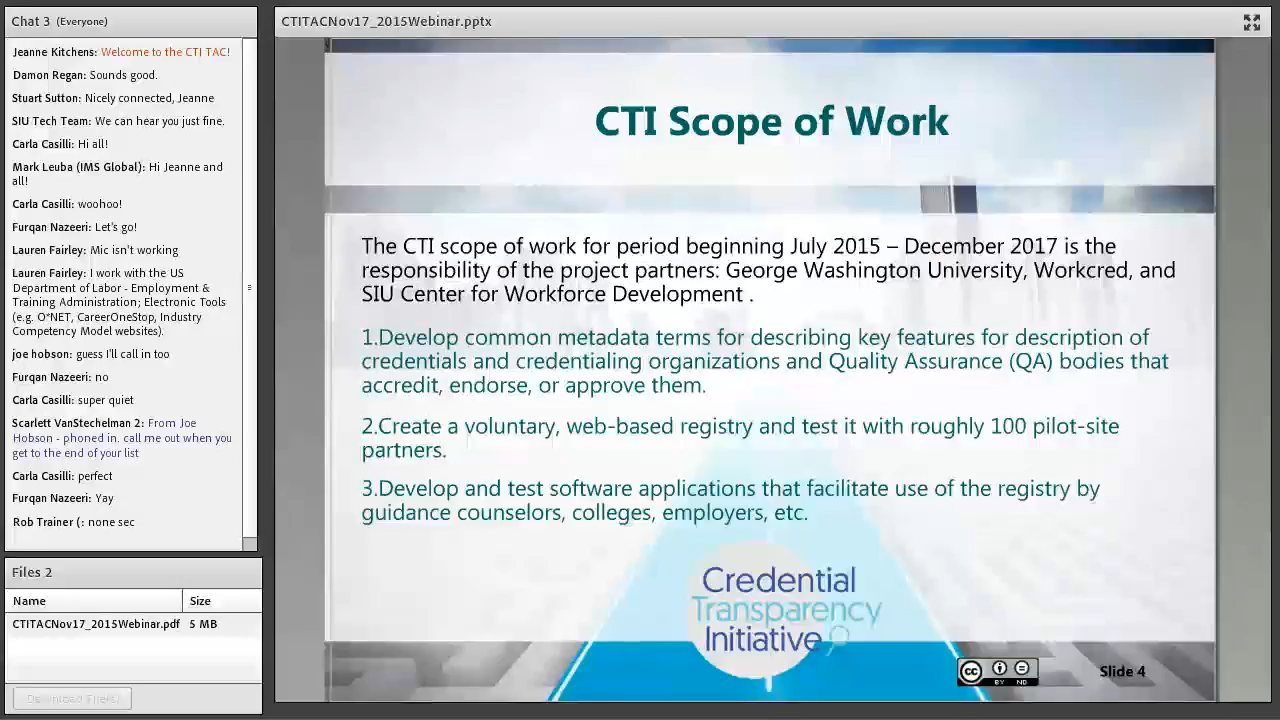 Chat 3 (Everyone)
Jeanne Kitchens: Welcome to the CTI TAC!
Damon Regan: Sounds good.
Stuart Sutton: Nicely connected, Jeanne
SIU Tech Team: We can hear you just fine.
Carla Casilli: Hi all!
Mark Leuba (IMS Global): Hi Jeanne and
all!
Carla Casilli: woohoo!
Furqan Nazeeri: Let's go!
Lauren Fairley: Mic isn't working
Lauren Fairley: I work with the US
Department of Labor - Employment &
Training Administration; Electronic Tools
(e.g. O*NET, CareerOneStop, Industry
Competency Model websites).
joe hobson: guess I'll call in too
Furqan Nazeeri: no
Carla Casilli: super quiet
Scarlett VanStechelman 2: From Joe
Hobson - phoned in. call me out when you
get to the end of your list
Carla Casilli: perfect
Furqan Nazeeri: Yay
Rob Trainer (: none sec
Files 2
Name Size
CTITACNov17_2015Webinar.pdf 5 MB
Download File(s)
CTITACNov17_2015Webinar.pptx
CTI Scope of Work
The CTI scope of work for period beginning July 2015 – December 2017 is the
responsibility of the project partners: George Washington University, Workcred, and
SIU Center for Workforce Development .
1.Develop common metadata terms for describing key features for description of
credentials and credentialing organizations and Quality Assurance (QA) bodies that
accredit, endorse, or approve them.
2.Create a voluntary, web-based registry and test it with roughly 100 pilot-site
partners.
3.Develop and test software applications that facilitate use of the registry by
guidance counselors, colleges, employers, etc.
Credential
Transparency
Initiative
cc BY ND
Slide 4